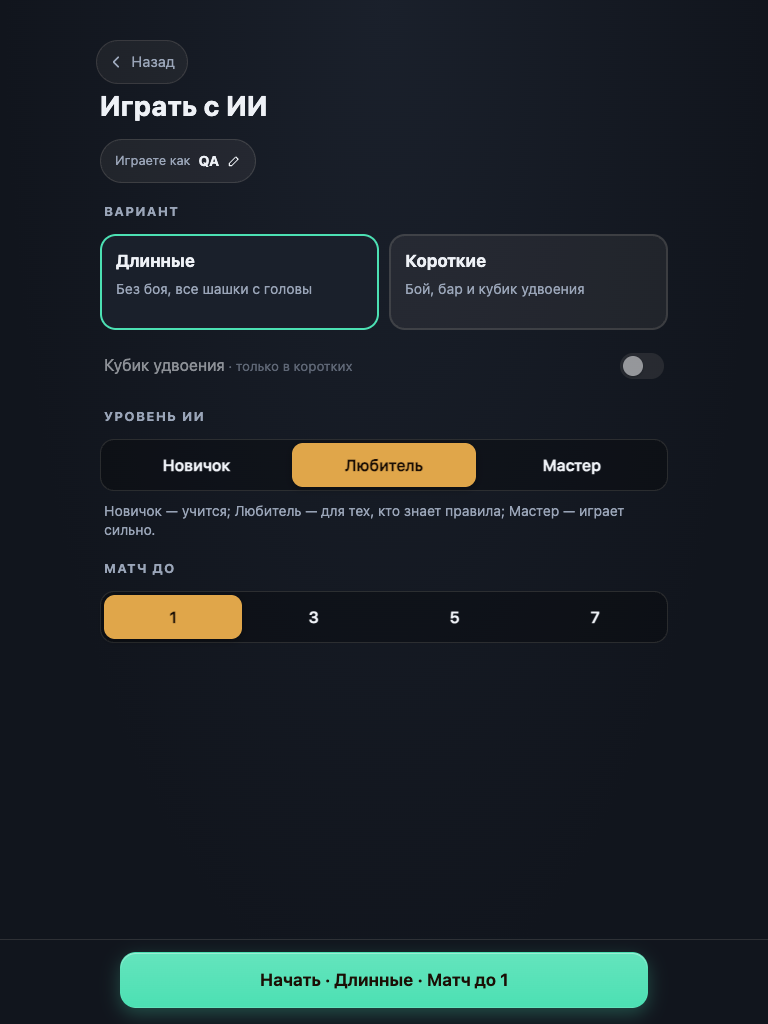 Назад
Играть с ИИ
Играете как QA
ВАРИАНТ
Длинные
Без боя, все шашки с головы
Короткие
Бой, бар и кубик удвоения
Кубик удвоения · только в коротких
УРОВЕНЬ ИИ
Новичок Любитель Мастер
Новичок — учится; Любитель — для тех, кто знает правила; Мастер — играет
сильно.
МАТЧ ДО
1 3 5 7
Начать · Длинные · Матч до 1